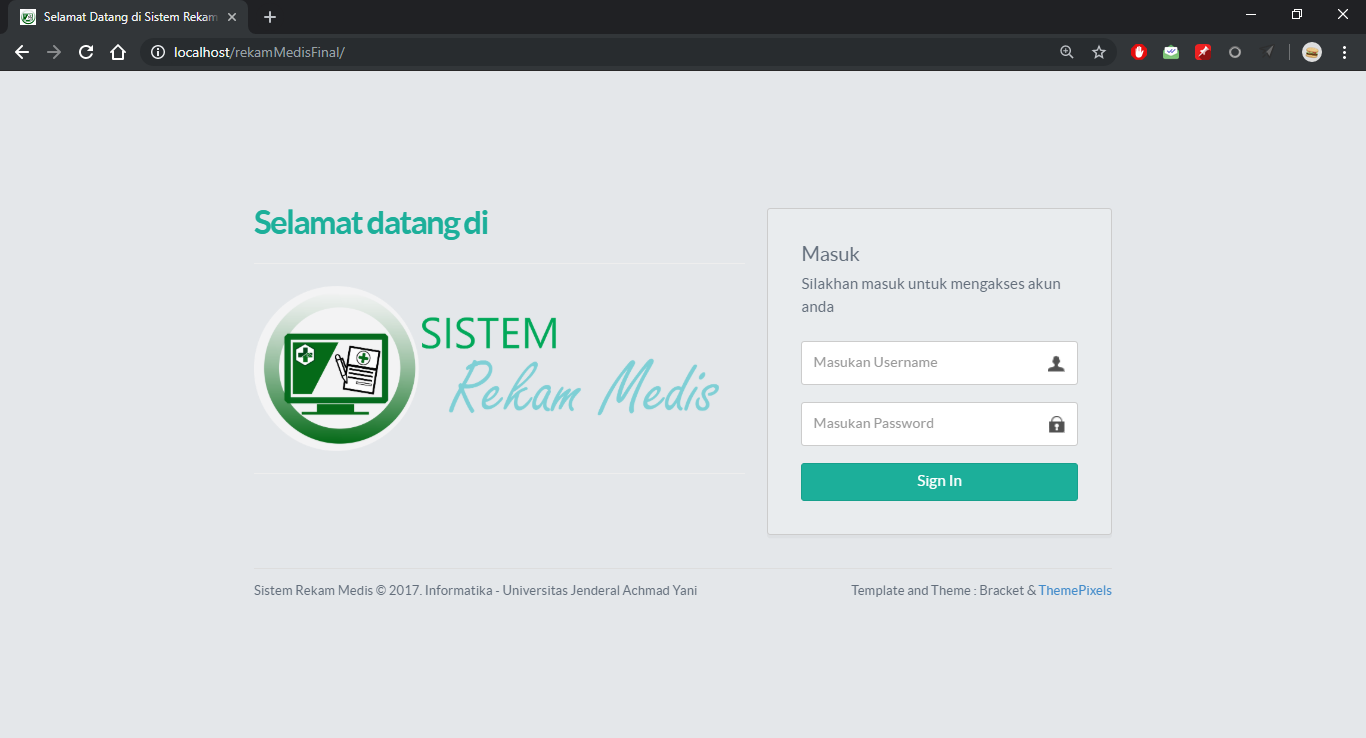 Selamat Datang di Sistem Rekam
localhost/rekamMedisFinal/
Selamat datang di
SISTEM
Rekam Medis
Masuk
Silakhan masuk untuk mengakses akun
anda
Masukan Username
Masukan Password
Sign In
Sistem Rekam Medis © 2017. Informatika - Universitas Jenderal Achmad Yani
Template and Theme : Bracket & ThemePixels